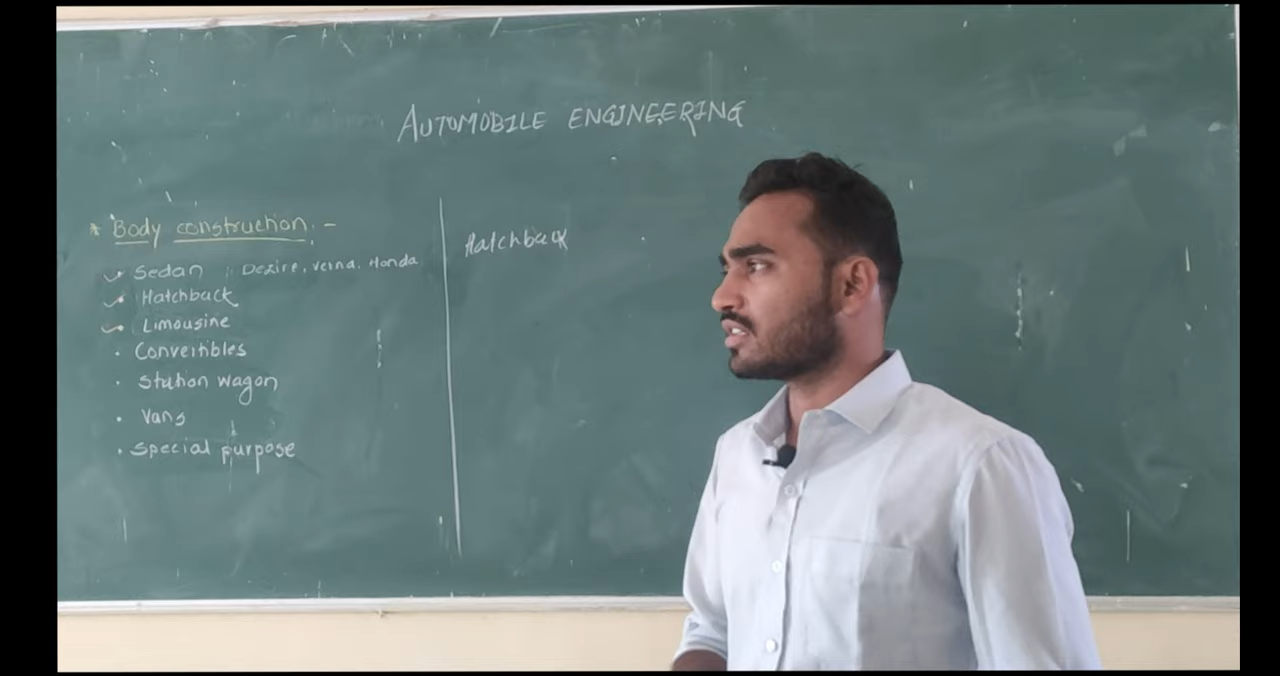 AUTOMOBILE ENGINEERING
* Body construction :-
Sedan : Dezire, Verna, Honda
• Hatchback
• Limousine
• Convertibles
• Station wagon
• Vans
• Special purpose
Hatchback